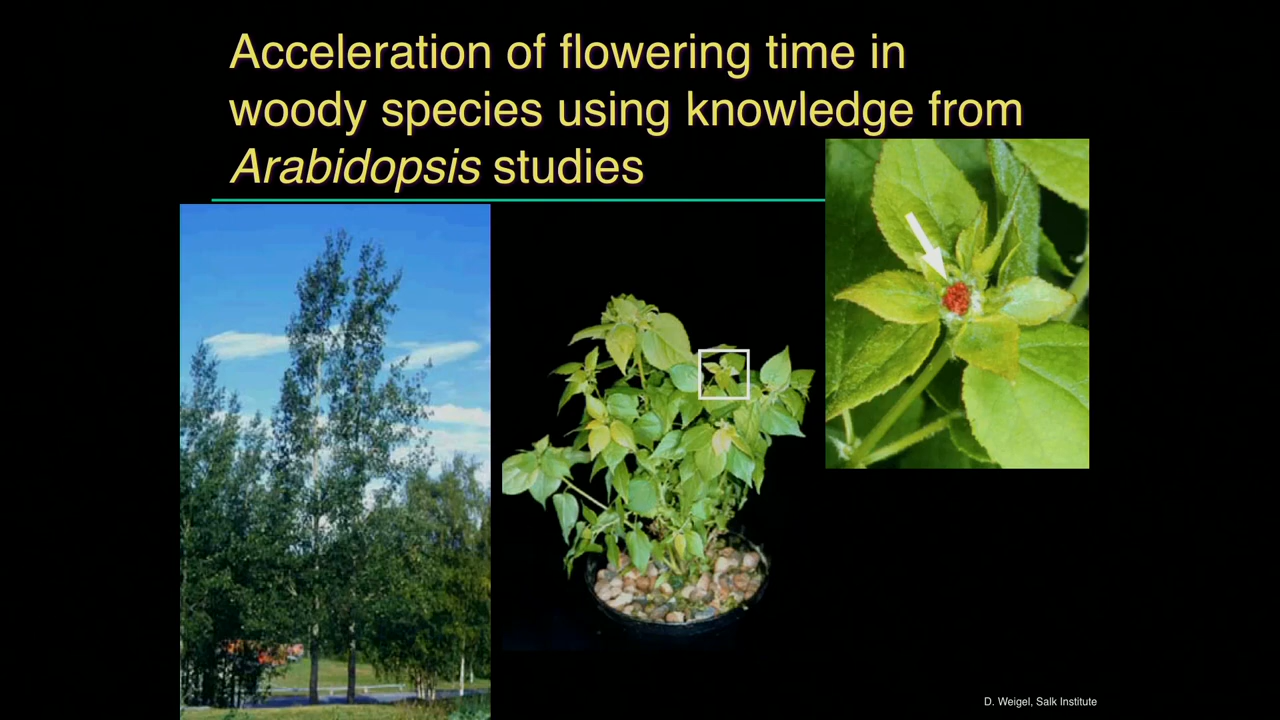 Acceleration of flowering time in
woody species using knowledge from
Arabidopsis studies
D. Weigel, Salk Institute